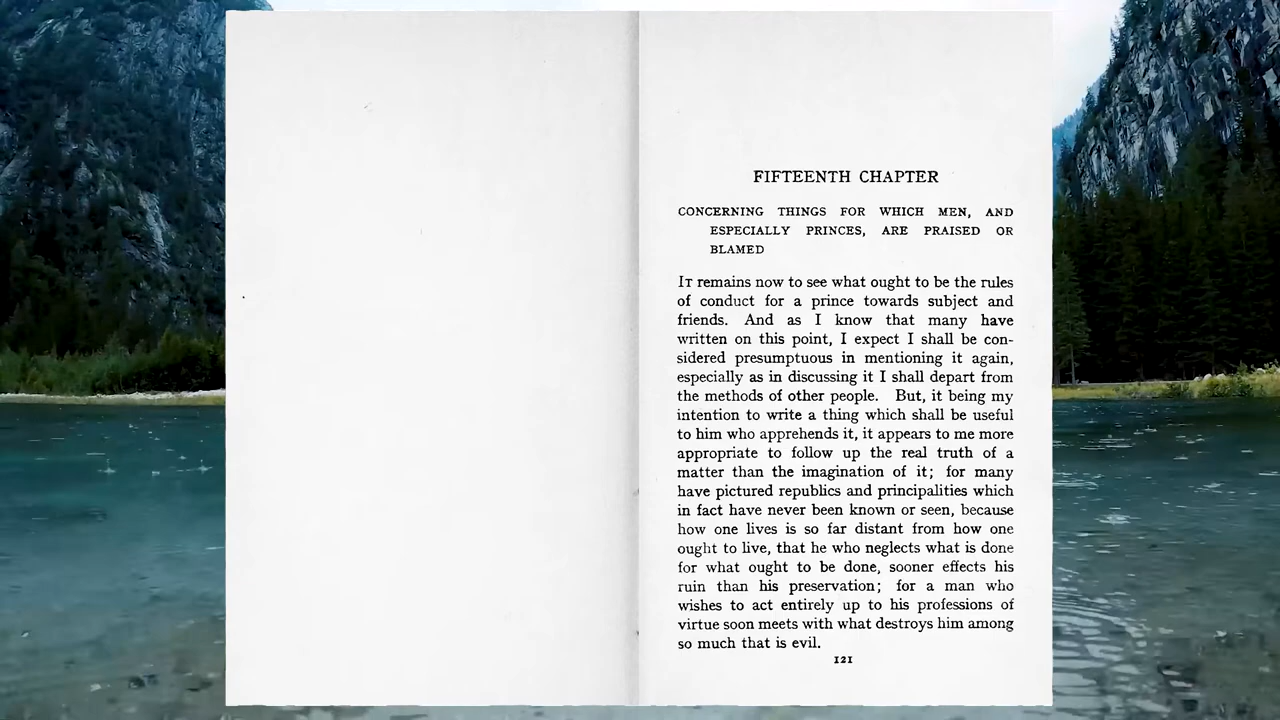 FIFTEENTH CHAPTER
CONCERNING THINGS FOR WHICH MEN, AND
ESPECIALLY PRINCES, ARE PRAISED OR
BLAMED
IT remains now to see what ought to be the rules
of conduct for a prince towards subject and
friends. And as I know that many have
written on this point, I expect I shall be con-
sidered presumptuous in mentioning it again,
especially as in discussing it I shall depart from
the methods of other people. But, it being my
intention to write a thing which shall be useful
to him who apprehends it, it appears to me more
appropriate to follow up the real truth of a
matter than the imagination of it; for many
have pictured republics and principalities which
in fact have never been known or seen, because
how one lives is so far distant from how one
ought to live, that he who neglects what is done
for what ought to be done, sooner effects his
ruin than his preservation; for a man who
wishes to act entirely up to his professions of
virtue soon meets with what destroys him among
so much that is evil.
121